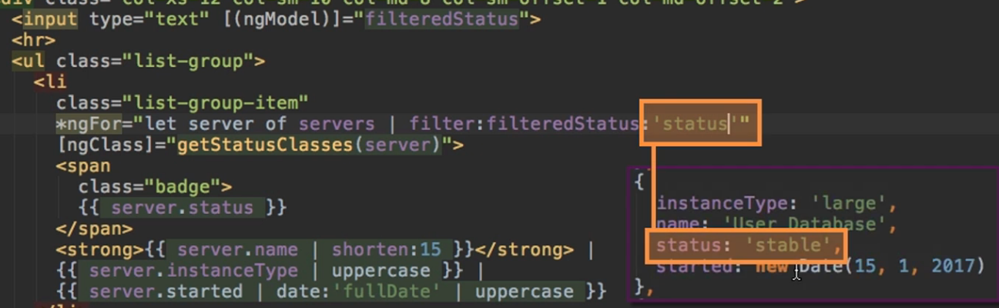 <input type="text" [(ngModel)]="filteredStatus">
<hr>
<ul class="list-group">
<li
class="list-group-item"
*ngFor="let server of servers | filter:filteredStatus:'status'"
[ngClass]="getStatusClasses(server)">
<span
class="badge">
{{ server.status }}
</span>
<strong>{{ server.name | shorten:15 }}</strong> |
{{ server.instanceType | uppercase }} |
{{ server.started | date:'fullDate' | uppercase }}
{
instanceType: 'large',
name: 'User Database',
status: 'stable',
started: new Date(15, 1, 2017)
},